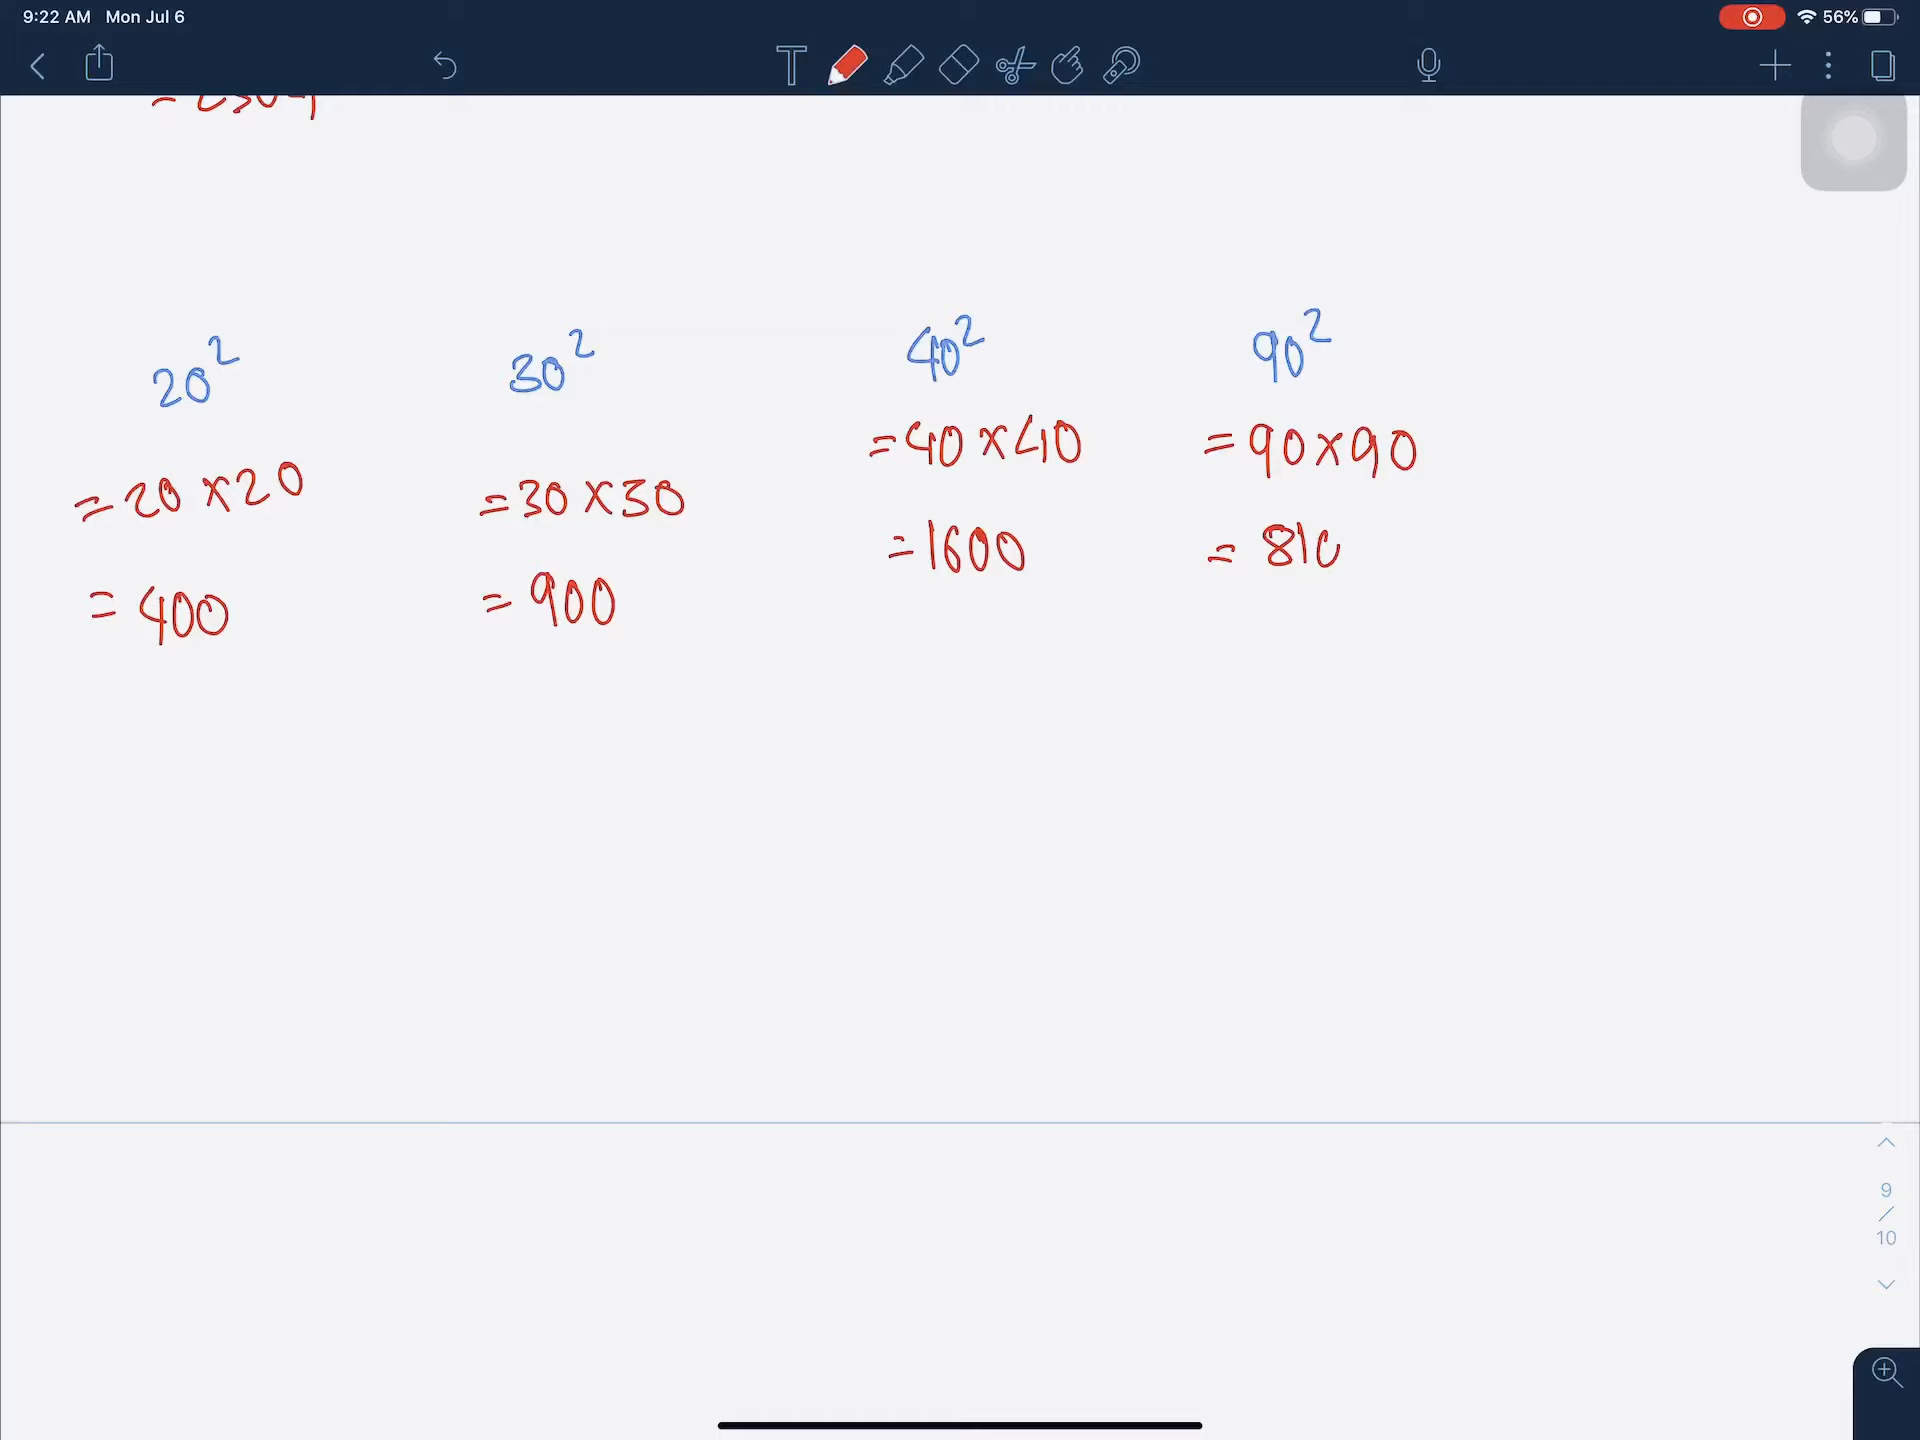 9:22 AM Mon Jul 6
56%
20²
= 20 × 20
= 400
30²
= 30 × 30
= 900
40²
= 40 × 40
= 1600
90²
= 90 × 90
= 810
9
/
10